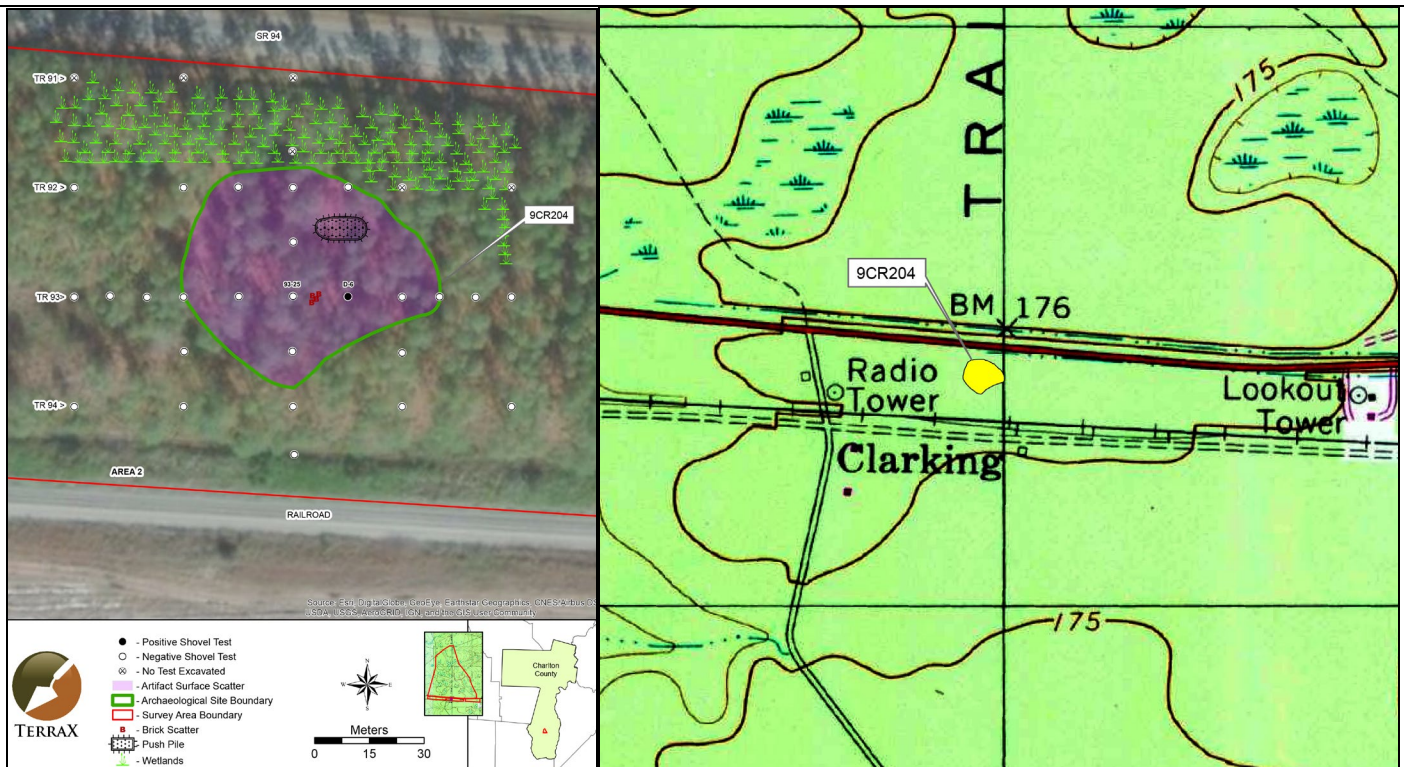 SR 94
TR 91 >
TR 92 >
9CR204
93-25
D-6
TR 93>
TR 94 >
AREA 2
RAILROAD
Source: Esri, DigitalGlobe, GeoEye, Earthstar Geographics, CNES/Airbus
USDA, USGS, AeroGRID, IGN, and the GIS User Community
TERRAX
- Positive Shovel Test
- Negative Shovel Test
- No Test Excavated
- Artifact Surface Scatter
- Archaeological Site Boundary
- Survey Area Boundary
B - Brick Scatter
- Push Pile
- Wetlands
N
W E
S
Meters
0 15 30
Charlton
County
TRAI
175
9CR204
BM 176
Radio
Tower
Lookout
Tower
Clarking
175